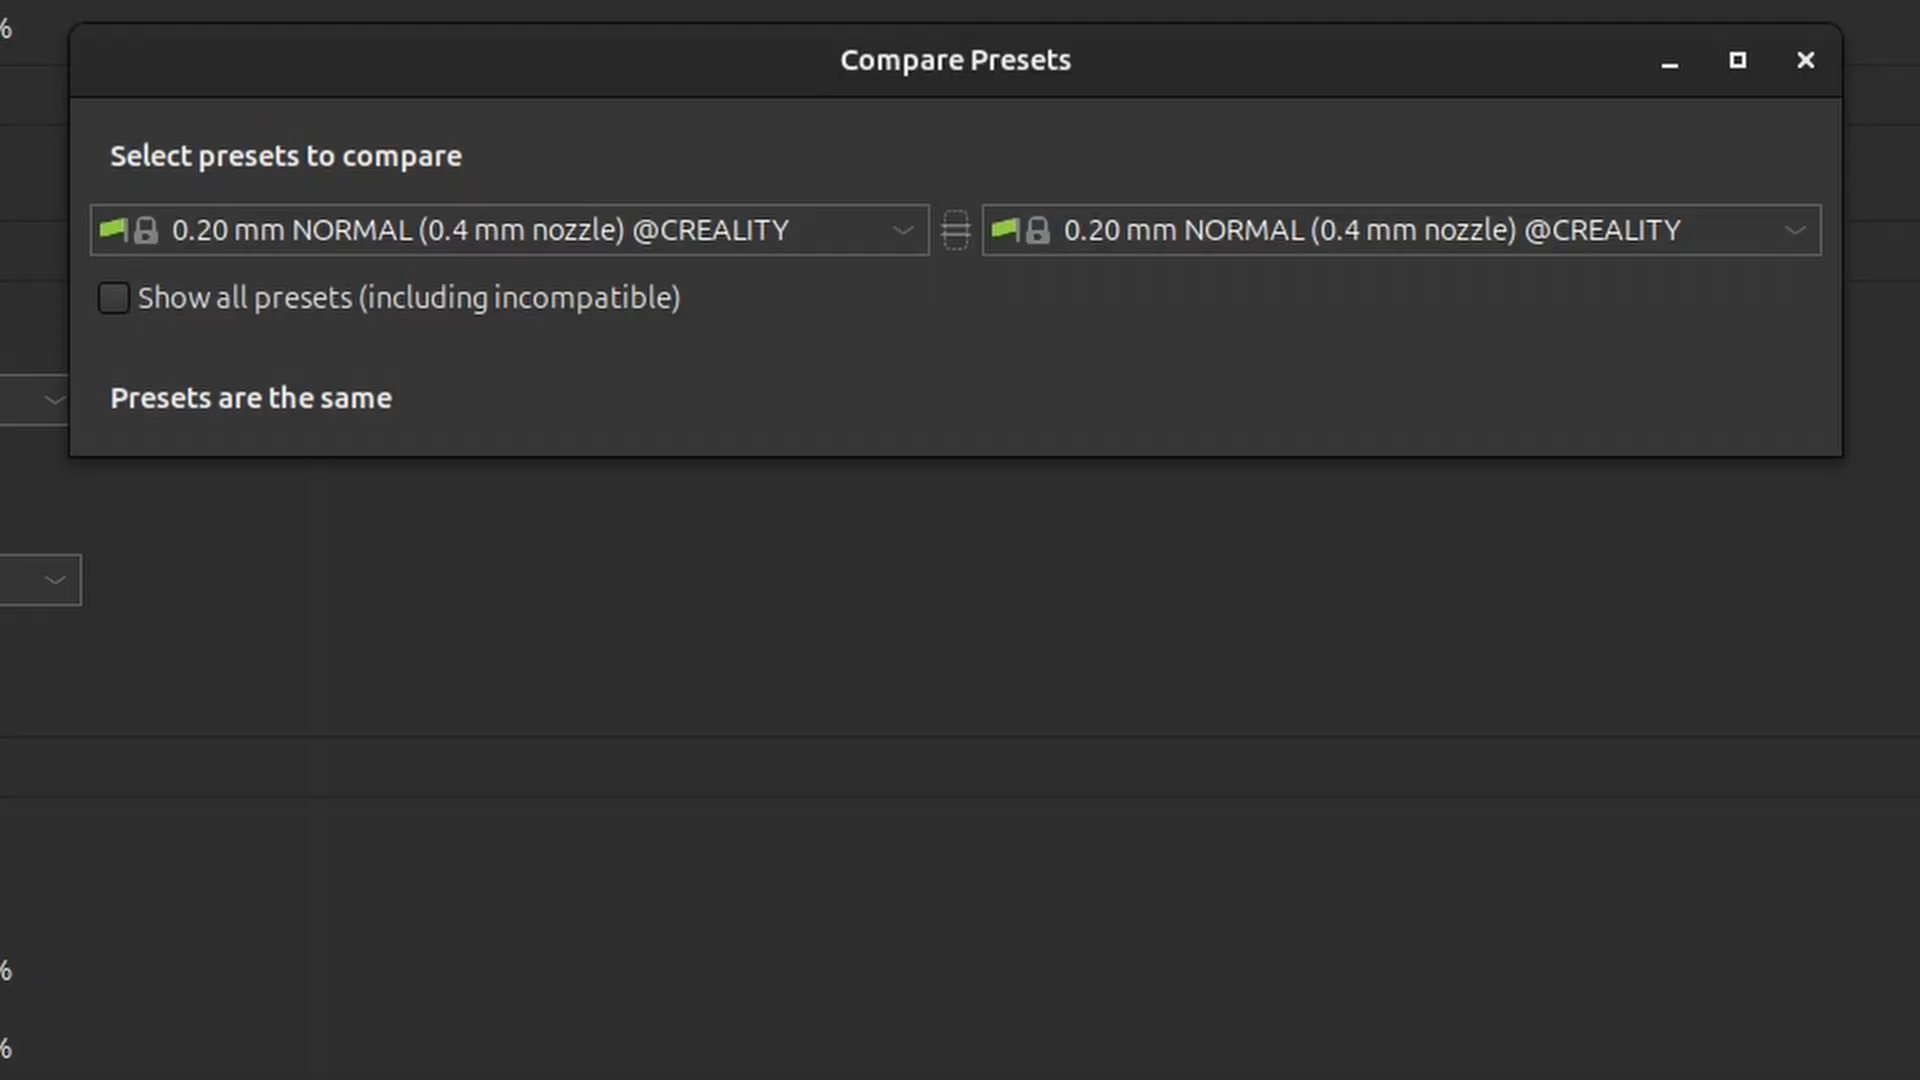 %
Compare Presets
Select presets to compare
0.20 mm NORMAL (0.4 mm nozzle) @CREALITY
0.20 mm NORMAL (0.4 mm nozzle) @CREALITY
Show all presets (including incompatible)
Presets are the same
%
%